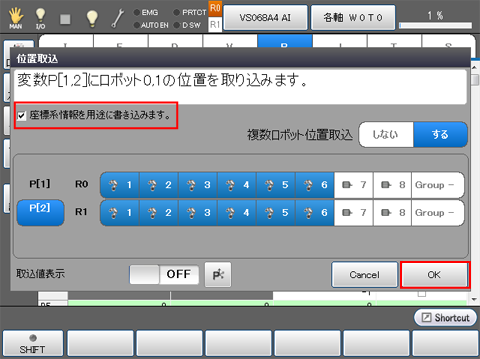 EMG PRTCT R0
AUTO EN D SW R1
MAN I/O
VS068A4 AI
各軸 W0T0
1 %
位置取込
変数P[1,2]にロボット0,1の位置を取り込みます。
座標系情報を用途に書き込みます。
複数ロボット位置取込 しない する
P[1] R0 1 2 3 4 5 6 7 8 Group -
P[2] R1 1 2 3 4 5 6 7 8 Group -
取込値表示 OFF P Cancel OK
Shortcut
SHIFT